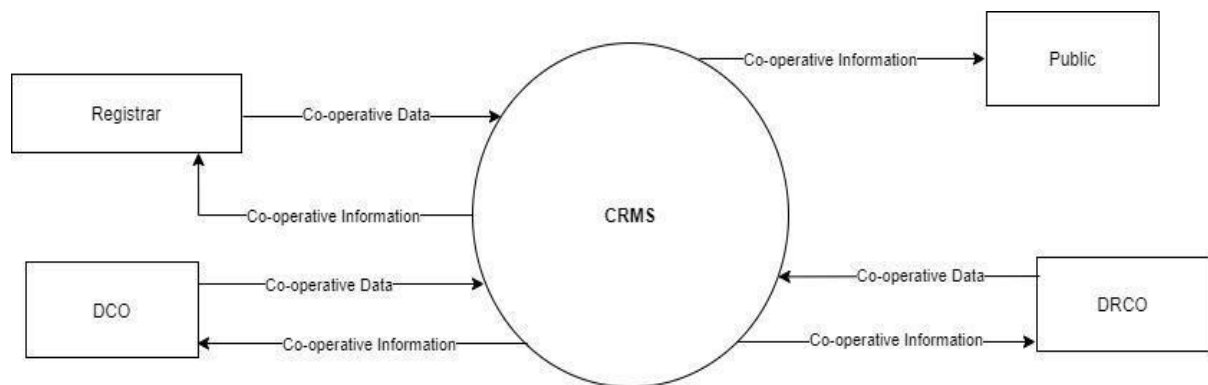 Co-operative Information
Public
Registrar
Co-operative Data
CRMS
Co-operative Information
Co-operative Data
Co-operative Data
DCO
DRCO
Co-operative Information
Co-operative Information